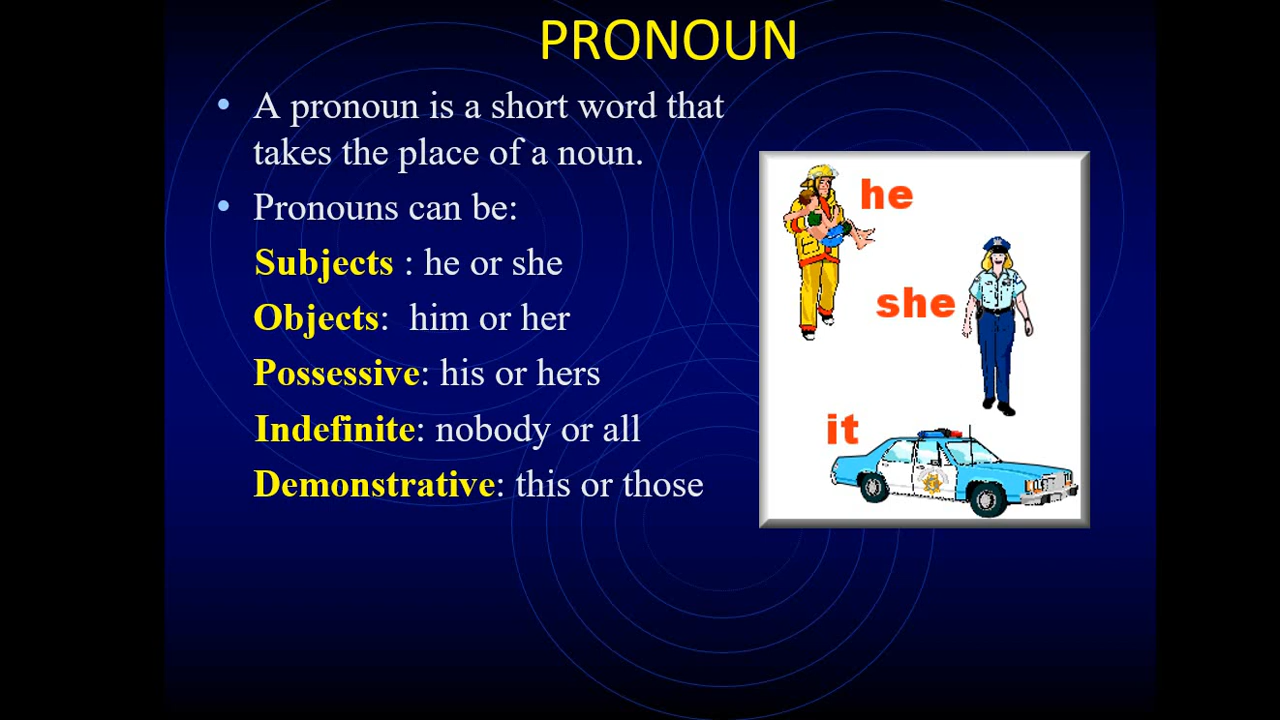 PRONOUN
• A pronoun is a short word that
takes the place of a noun.
• Pronouns can be:
Subjects : he or she
Objects:  him or her
Possessive: his or hers
Indefinite: nobody or all
Demonstrative: this or those
he
she
it